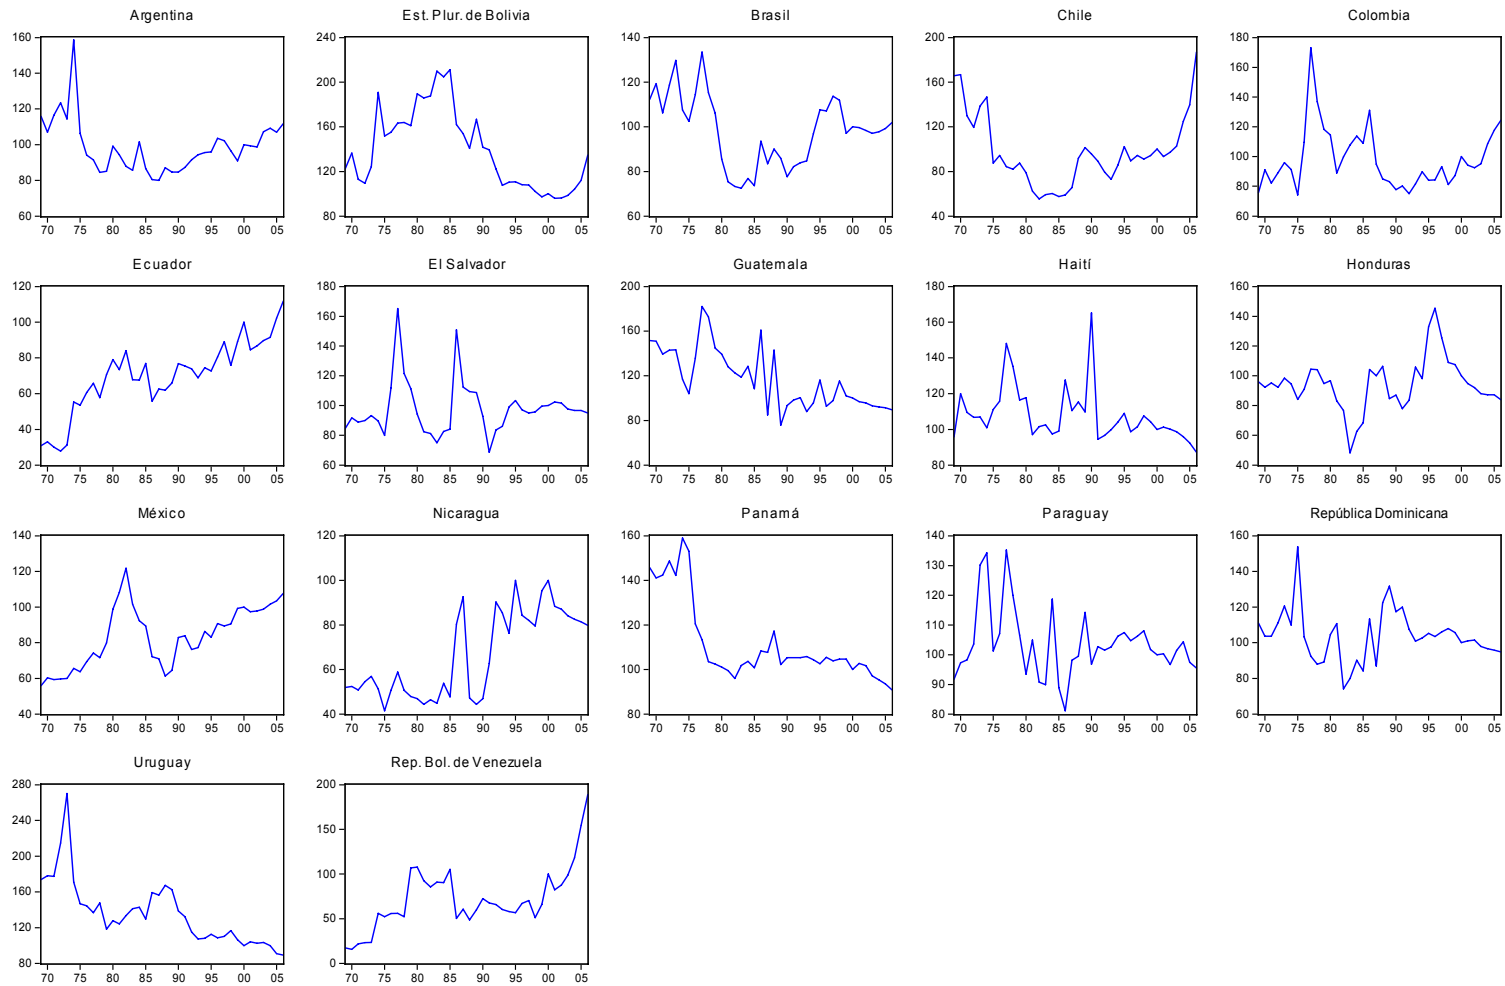 Argentina
160
140
120
100
80
60
70 75 80 85 90 95 00 05
Est. Plur. de Bolivia
240
200
160
120
80
70 75 80 85 90 95 00 05
Brasil
140
120
100
80
60
70 75 80 85 90 95 00 05
Chile
200
160
120
80
40
70 75 80 85 90 95 00 05
Colombia
180
160
140
120
100
80
60
70 75 80 85 90 95 00 05
Ecuador
120
100
80
60
40
20
70 75 80 85 90 95 00 05
El Salvador
180
160
140
120
100
80
60
70 75 80 85 90 95 00 05
Guatemala
200
160
120
80
40
70 75 80 85 90 95 00 05
Haití
180
160
140
120
100
80
70 75 80 85 90 95 00 05
Honduras
160
140
120
100
80
60
40
70 75 80 85 90 95 00 05
México
140
120
100
80
60
40
70 75 80 85 90 95 00 05
Nicaragua
120
100
80
60
40
70 75 80 85 90 95 00 05
Panamá
160
140
120
100
80
70 75 80 85 90 95 00 05
Paraguay
140
130
120
110
100
90
80
70 75 80 85 90 95 00 05
República Dominicana
160
140
120
100
80
60
70 75 80 85 90 95 00 05
Uruguay
280
240
200
160
120
80
70 75 80 85 90 95 00 05
Rep. Bol. de Venezuela
200
150
100
50
0
70 75 80 85 90 95 00 05